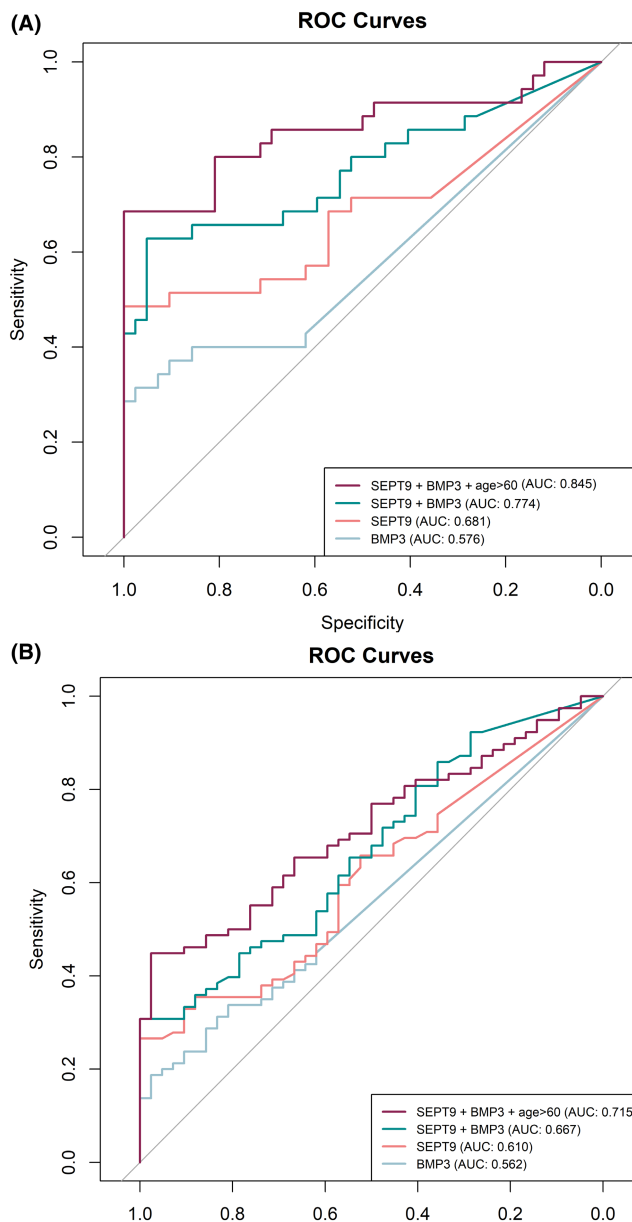 (A)
ROC Curves
1.0
0.8
0.6
0.4
0.2
0.0
Sensitivity
SEPT9 + BMP3 + age>60 (AUC: 0.845)
SEPT9 + BMP3 (AUC: 0.774)
SEPT9 (AUC: 0.681)
BMP3 (AUC: 0.576)
1.0 0.8 0.6 0.4 0.2 0.0
Specificity
(B)
ROC Curves
1.0
0.8
0.6
0.4
0.2
0.0
Sensitivity
SEPT9 + BMP3 + age>60 (AUC: 0.715
SEPT9 + BMP3 (AUC: 0.667)
SEPT9 (AUC: 0.610)
BMP3 (AUC: 0.562)
1.0 0.8 0.6 0.4 0.2 0.0